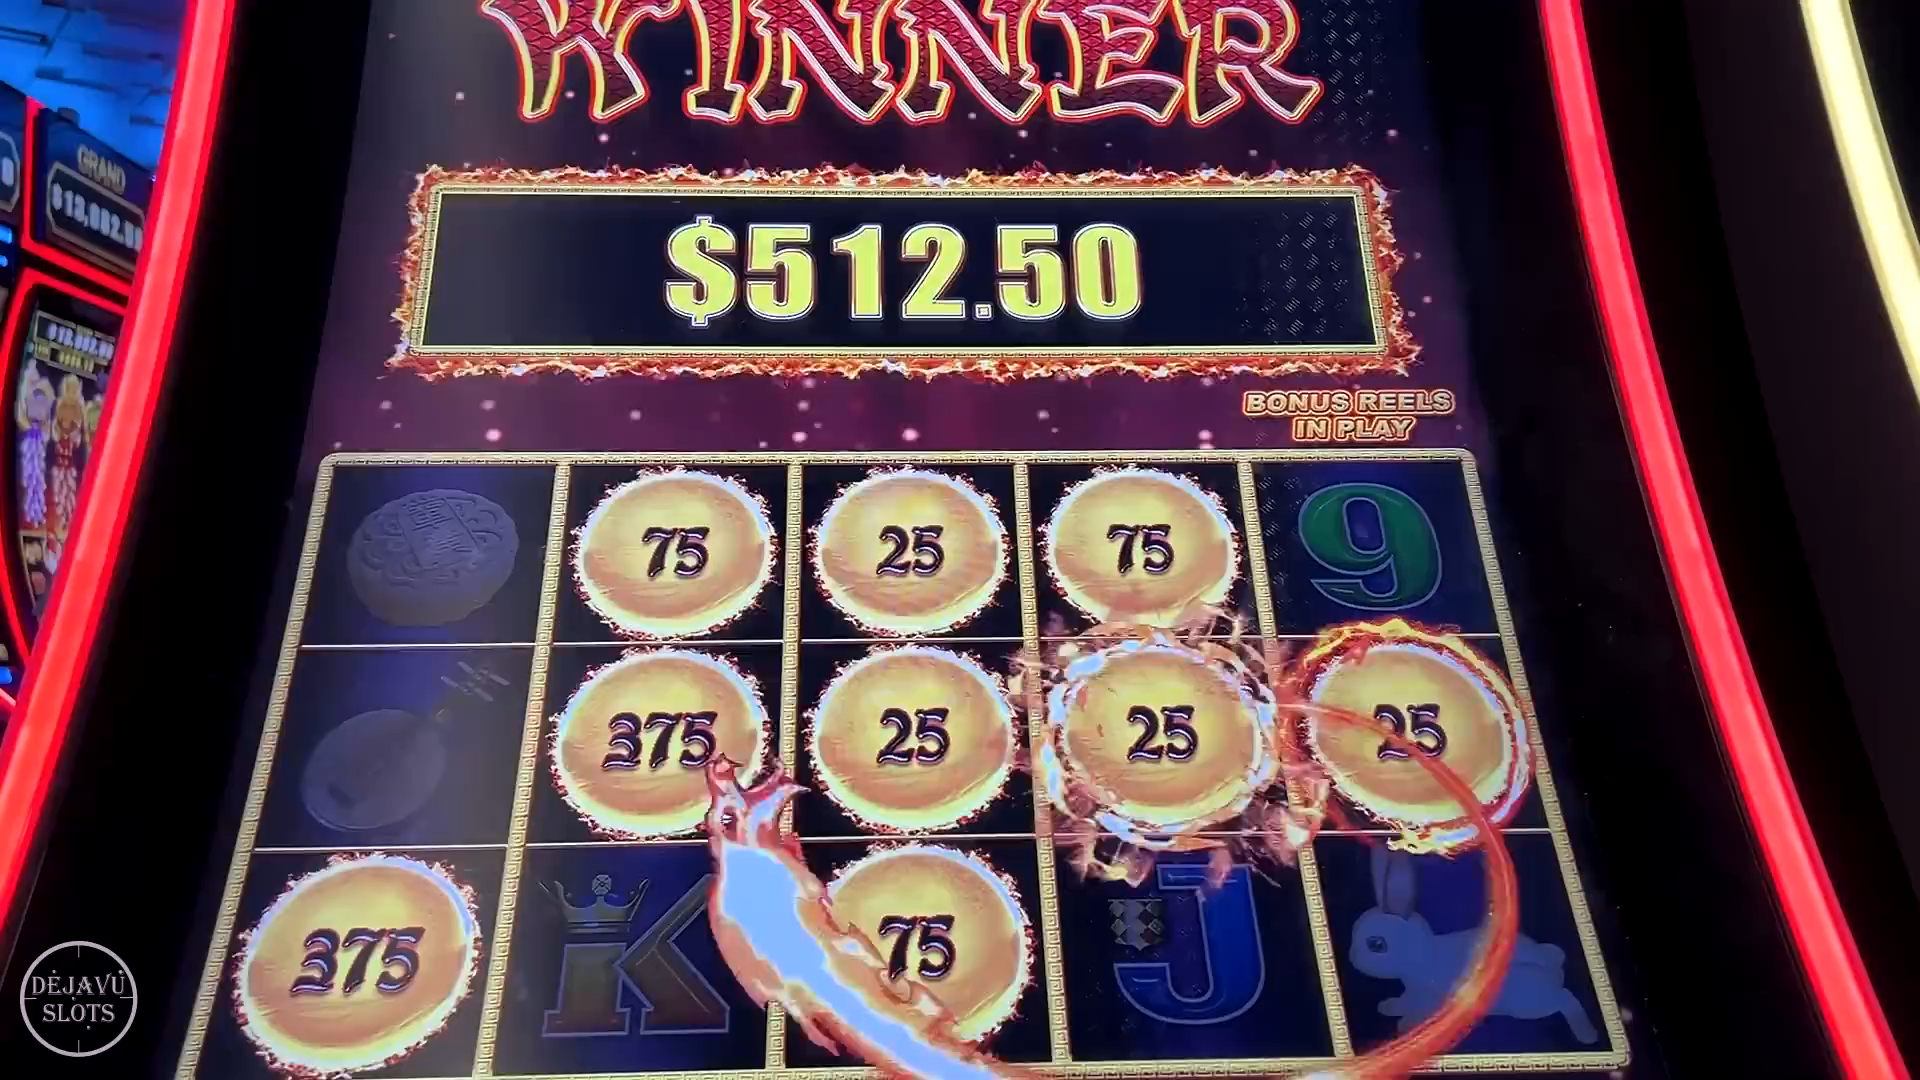 WINNER
GRAND
$512.50
BONUS REELS
IN PLAY
75 25 75 9
375 25 25 25
375 K 75 J
DÉJAVU
SLOTS